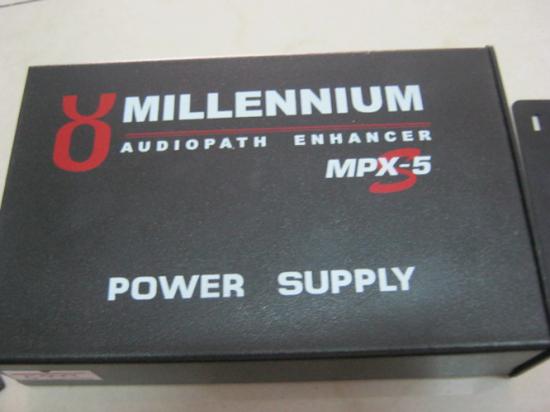 MILLENNIUM
AUDIOPATH ENHANCER
MPX-5
S
POWER SUPPLY